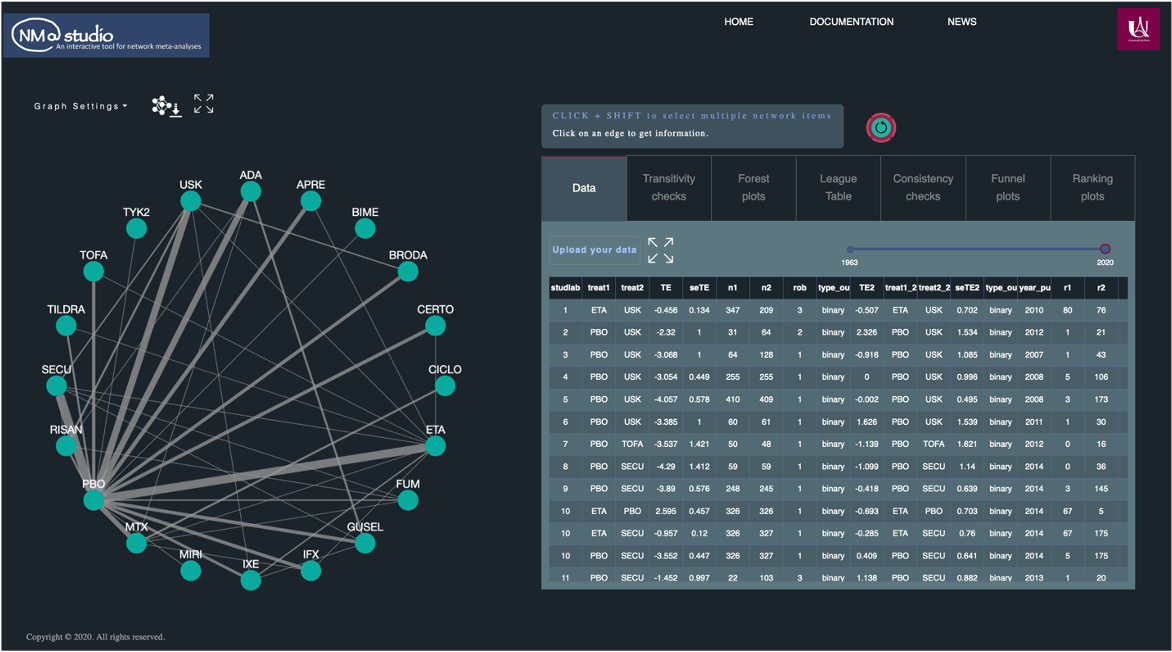 NMa studio
An interactive tool for network meta-analyses
HOME DOCUMENTATION NEWS
Graph Settings
CLICK + SHIFT to select multiple network items
Click on an edge to get information.
Data
Transitivity checks
Forest plots
League Table
Consistency checks
Funnel plots
Ranking plots
Upload your data
1963 2020
studlab treat1 treat2 TE seTE n1 n2 rob type_ou TE2 treat1_2 treat2_2 seTE2 type_ou year_pu r1 r2
1 ETA USK -0.456 0.134 347 209 3 binary -0.507 ETA USK 0.702 binary 2010 80 76
2 PBO USK -2.32 1 31 64 2 binary 2.326 PBO USK 1.534 binary 2012 1 21
3 PBO USK -3.068 1 64 128 1 binary -0.916 PBO USK 1.085 binary 2007 1 43
4 PBO USK -3.054 0.449 255 255 1 binary 0 PBO USK 0.996 binary 2008 5 106
5 PBO USK -4.057 0.578 410 409 1 binary -0.002 PBO USK 0.495 binary 2008 3 173
6 PBO USK -3.385 1 60 61 1 binary 1.626 PBO USK 1.539 binary 2011 1 30
7 PBO TOFA -3.537 1.421 50 48 1 binary -1.139 PBO TOFA 1.621 binary 2012 0 16
8 PBO SECU -4.29 1.412 59 59 1 binary -1.099 PBO SECU 1.14 binary 2014 0 36
9 PBO SECU -3.89 0.576 248 245 1 binary -0.418 PBO SECU 0.639 binary 2014 3 145
10 ETA PBO 2.595 0.457 326 326 1 binary -0.693 ETA PBO 0.703 binary 2014 67 5
10 ETA SECU -0.957 0.12 326 327 1 binary -0.285 ETA SECU 0.76 binary 2014 67 175
10 PBO SECU -3.552 0.447 326 327 1 binary 0.409 PBO SECU 0.641 binary 2014 5 175
11 PBO SECU -1.452 0.997 22 103 3 binary 1.138 PBO SECU 0.882 binary 2013 1 20
ADA
USK
APRE
TYK2
BIME
TOFA
BRODA
TILDRA
CERTO
SECU
CICLO
RISAN
ETA
PBO
FUM
MTX
GUSEL
MIRI
IFX
IXE
Copyright © 2020. All rights reserved.